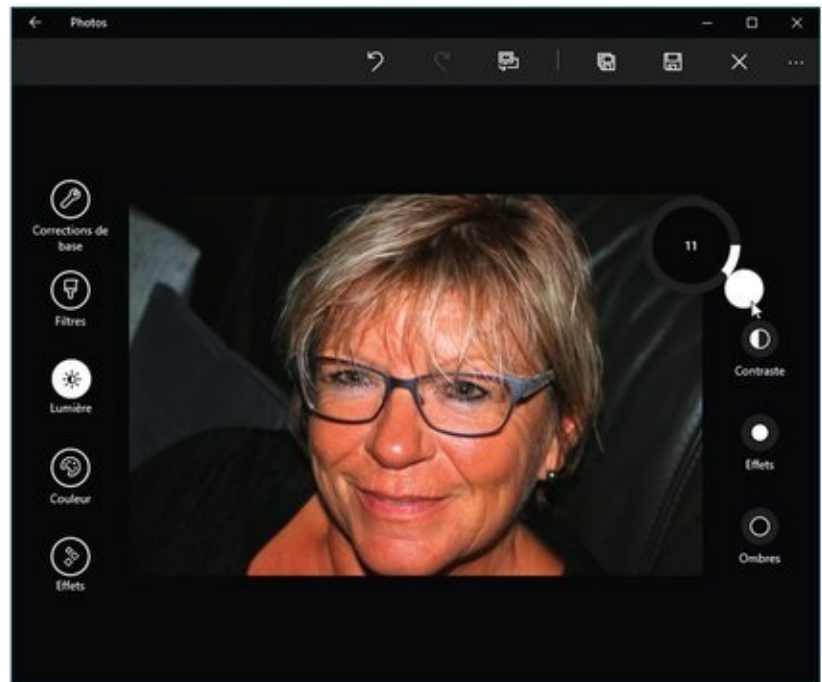 Photos
Corrections de
base
Filtres
Lumière
Couleur
Effets
11
Contraste
Effets
Ombres